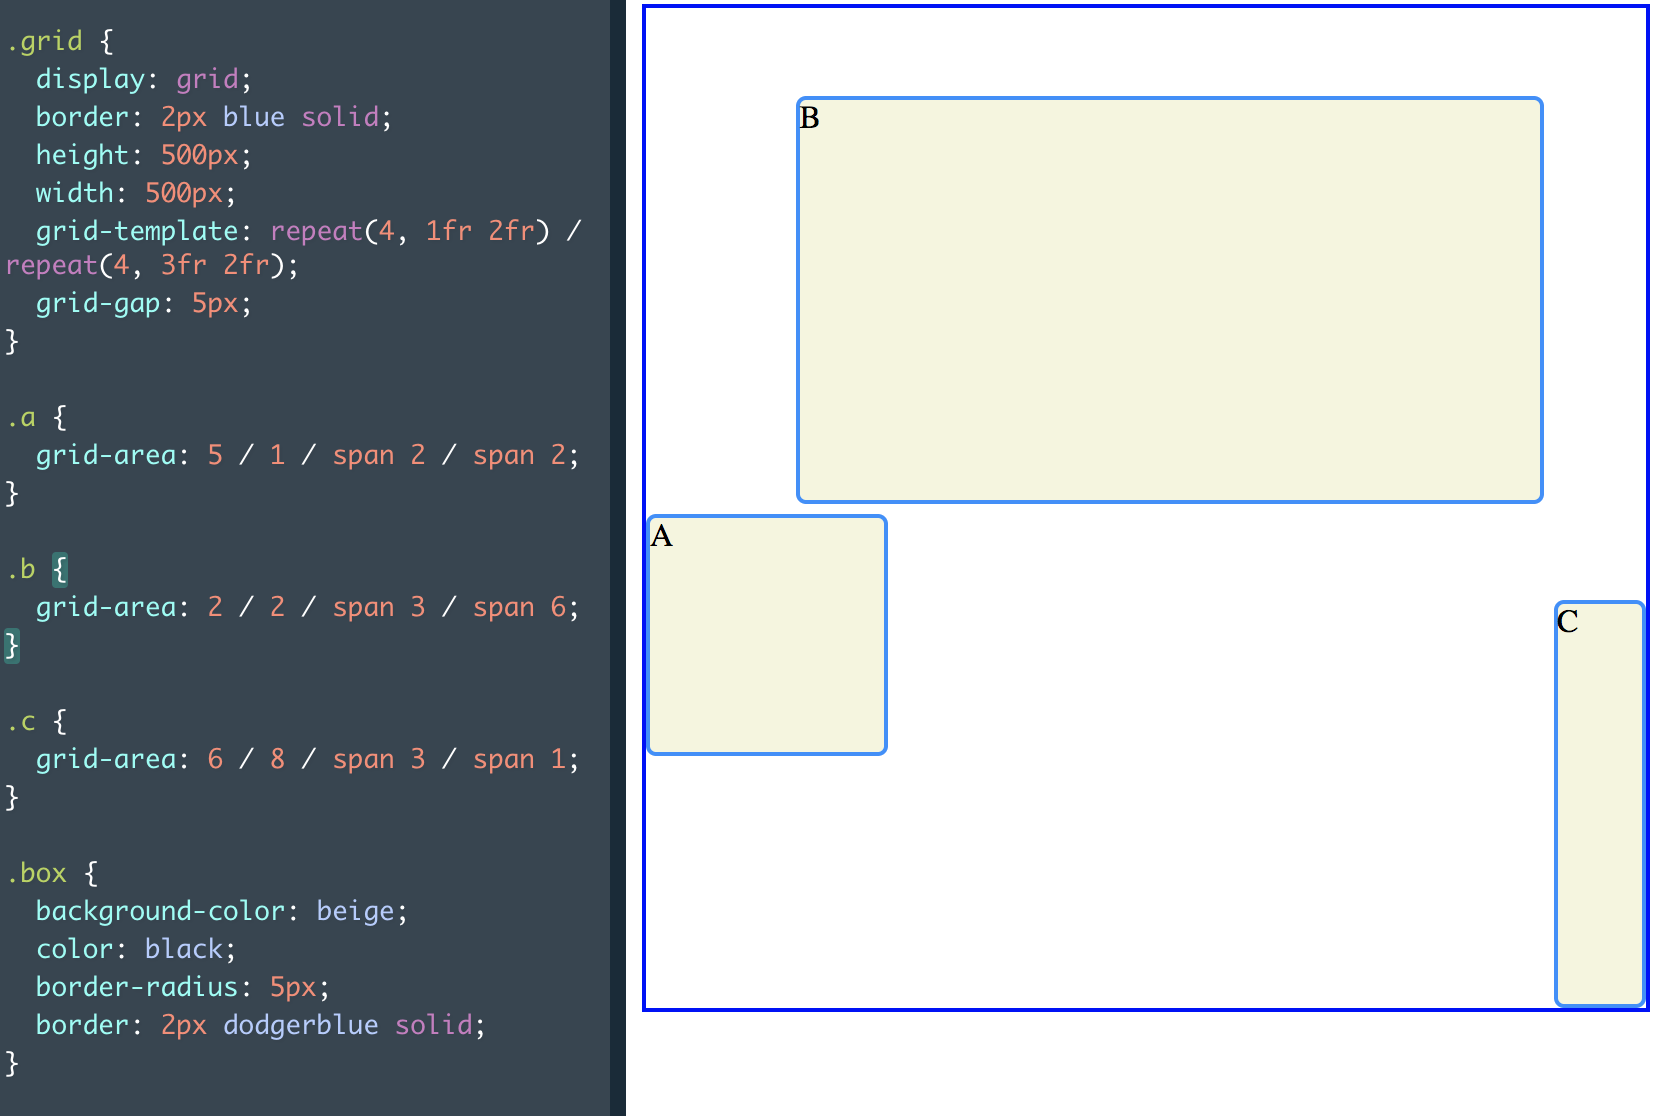 .grid {
  display: grid;
  border: 2px blue solid;
  height: 500px;
  width: 500px;
  grid-template: repeat(4, 1fr 2fr) /
repeat(4, 3fr 2fr);
  grid-gap: 5px;
}
.a {
  grid-area: 5 / 1 / span 2 / span 2;
}
.b {
  grid-area: 2 / 2 / span 3 / span 6;
}
.c {
  grid-area: 6 / 8 / span 3 / span 1;
}
.box {
  background-color: beige;
  color: black;
  border-radius: 5px;
  border: 2px dodgerblue solid;
}
B
A
C